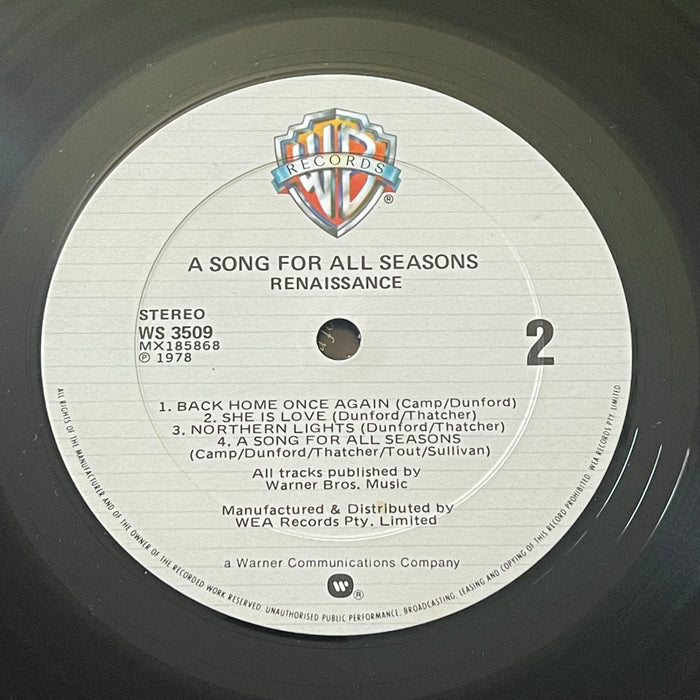 WB
RECORDS
®
A SONG FOR ALL SEASONS
RENAISSANCE
STEREO
WS 3509
MX185868
℗ 1978
2
1. BACK HOME ONCE AGAIN (Camp/Dunford)
2. SHE IS LOVE (Dunford/Thatcher)
3. NORTHERN LIGHTS (Dunford/Thatcher)
4. A SONG FOR ALL SEASONS
(Camp/Dunford/Thatcher/Tout/Sullivan)
All tracks published by
Warner Bros. Music
Manufactured & Distributed by
WEA Records Pty. Limited
a Warner Communications Company
®
ALL RIGHTS OF THE MANUFACTURER AND OF THE OWNER OF THE RECORDED WORK RESERVED. UNAUTHORISED PUBLIC PERFORMANCE, BROADCASTING, LEASING AND COPYING OF THIS RECORD PROHIBITED. WEA RECORDS PTY. LIMITED